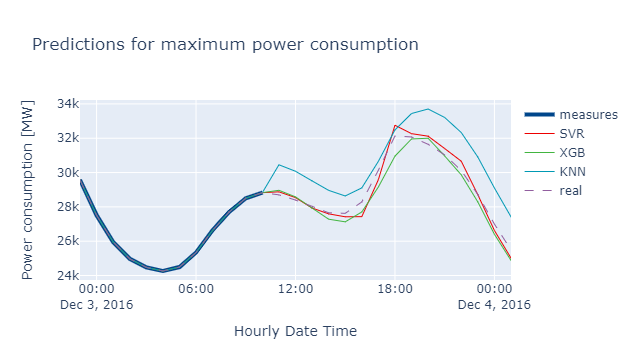 Predictions for maximum power consumption
Power consumption [MW]
34k
32k
30k
28k
26k
24k
00:00
Dec 3, 2016
06:00
12:00
18:00
00:00
Dec 4, 2016
Hourly Date Time
measures
SVR
XGB
KNN
real